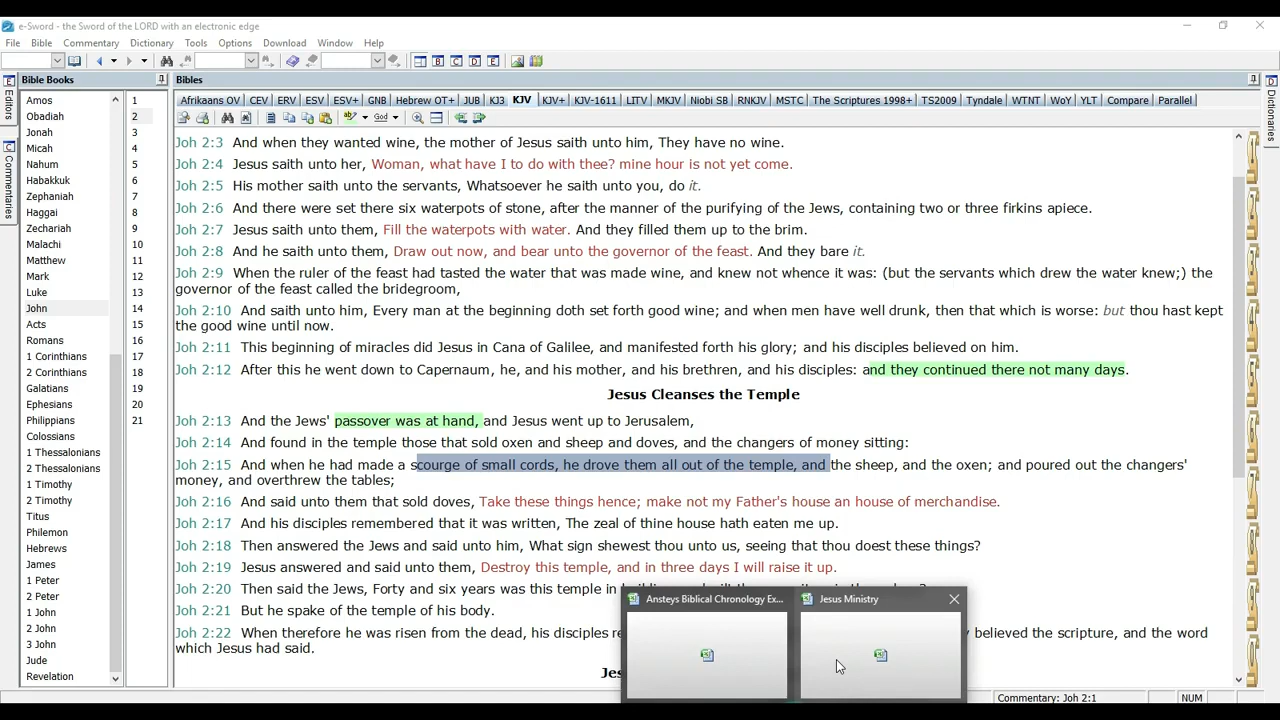 e-Sword - the Sword of the LORD with an electronic edge
File Bible Commentary Dictionary Tools Options Download Window Help
B C D E
Bible Books
Bibles
E Editors
C Commentaries
D Dictionaries
Afrikaans OV CEV ERV ESV ESV+ GNB Hebrew OT+ JUB KJ3 KJV KJV+ KJV-1611 LITV MKJV Niobi SB RNKJV MSTC The Scriptures 1998+ TS2009 Tyndale WTNT WoY YLT Compare Parallel
Amos
Obadiah
Jonah
Micah
Nahum
Habakkuk
Zephaniah
Haggai
Zechariah
Malachi
Matthew
Mark
Luke
John
Acts
Romans
1 Corinthians
2 Corinthians
Galatians
Ephesians
Philippians
Colossians
1 Thessalonians
2 Thessalonians
1 Timothy
2 Timothy
Titus
Philemon
Hebrews
James
1 Peter
2 Peter
1 John
2 John
3 John
Jude
Revelation
1
2
3
4
5
6
7
8
9
10
11
12
13
14
15
16
17
18
19
20
21
Joh 2:3 And when they wanted wine, the mother of Jesus saith unto him, They have no wine.
Joh 2:4 Jesus saith unto her, Woman, what have I to do with thee? mine hour is not yet come.
Joh 2:5 His mother saith unto the servants, Whatsoever he saith unto you, do it.
Joh 2:6 And there were set there six waterpots of stone, after the manner of the purifying of the Jews, containing two or three firkins apiece.
Joh 2:7 Jesus saith unto them, Fill the waterpots with water. And they filled them up to the brim.
Joh 2:8 And he saith unto them, Draw out now, and bear unto the governor of the feast. And they bare it.
Joh 2:9 When the ruler of the feast had tasted the water that was made wine, and knew not whence it was: (but the servants which drew the water knew;) the
governor of the feast called the bridegroom,
Joh 2:10 And saith unto him, Every man at the beginning doth set forth good wine; and when men have well drunk, then that which is worse: but thou hast kept
the good wine until now.
Joh 2:11 This beginning of miracles did Jesus in Cana of Galilee, and manifested forth his glory; and his disciples believed on him.
Joh 2:12 After this he went down to Capernaum, he, and his mother, and his brethren, and his disciples: and they continued there not many days.
Jesus Cleanses the Temple
Joh 2:13 And the Jews' passover was at hand, and Jesus went up to Jerusalem,
Joh 2:14 And found in the temple those that sold oxen and sheep and doves, and the changers of money sitting:
Joh 2:15 And when he had made a scourge of small cords, he drove them all out of the temple, and the sheep, and the oxen; and poured out the changers'
money, and overthrew the tables;
Joh 2:16 And said unto them that sold doves, Take these things hence; make not my Father's house an house of merchandise.
Joh 2:17 And his disciples remembered that it was written, The zeal of thine house hath eaten me up.
Joh 2:18 Then answered the Jews and said unto him, What sign shewest thou unto us, seeing that thou doest these things?
Joh 2:19 Jesus answered and said unto them, Destroy this temple, and in three days I will raise it up.
Joh 2:20 Then said the Jews, Forty and six years was this temple in
Joh 2:21 But he spake of the temple of his body.
Joh 2:22 When therefore he was risen from the dead, his disciples believed the scripture, and the word
which Jesus had said.
Ansteys Biblical Chronology Ex... Jesus Ministry
Commentary: Joh 2:1 NUM